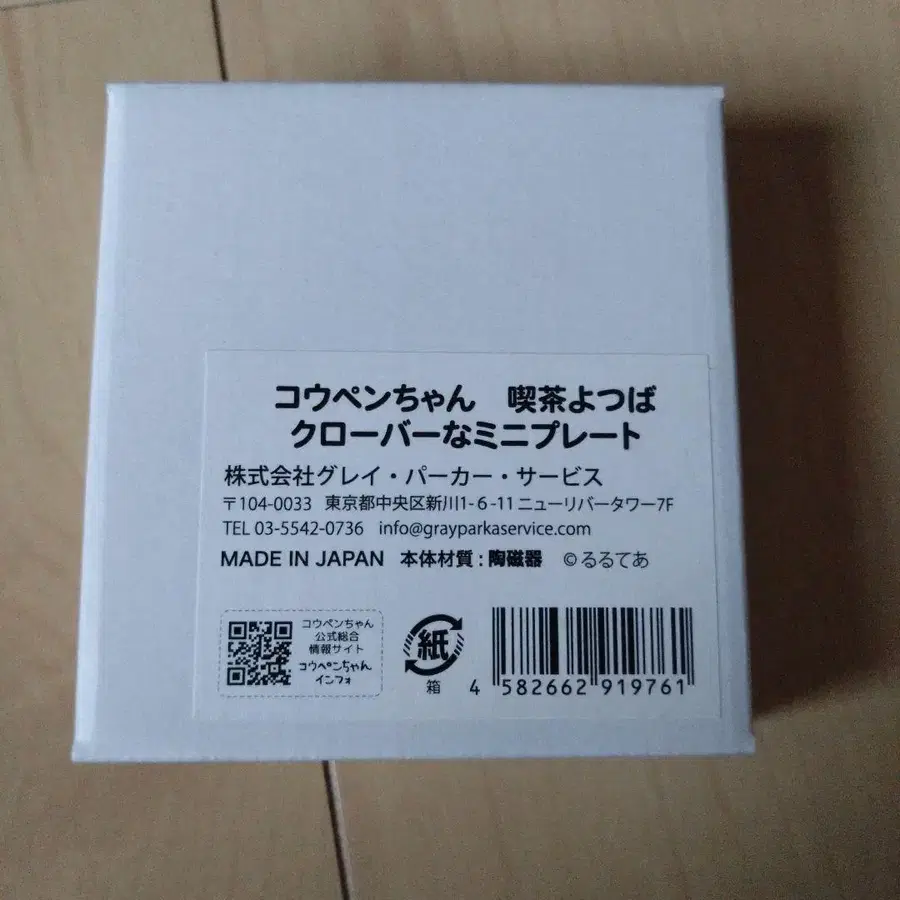 コウペンちゃん 喫茶よつば
クローバーなミニプレート
株式会社グレイ・パーカー・サービス
〒104-0033 東京都中央区新川1-6-11 ニューリバータワー7F
TEL 03-5542-0736 info@grayparkaservice.com
MADE IN JAPAN 本体材質:陶磁器 ©るるてあ
コウペンちゃん
公式総合
情報サイト
コウペンちゃん
インフォ
紙
箱
4 582662 919761